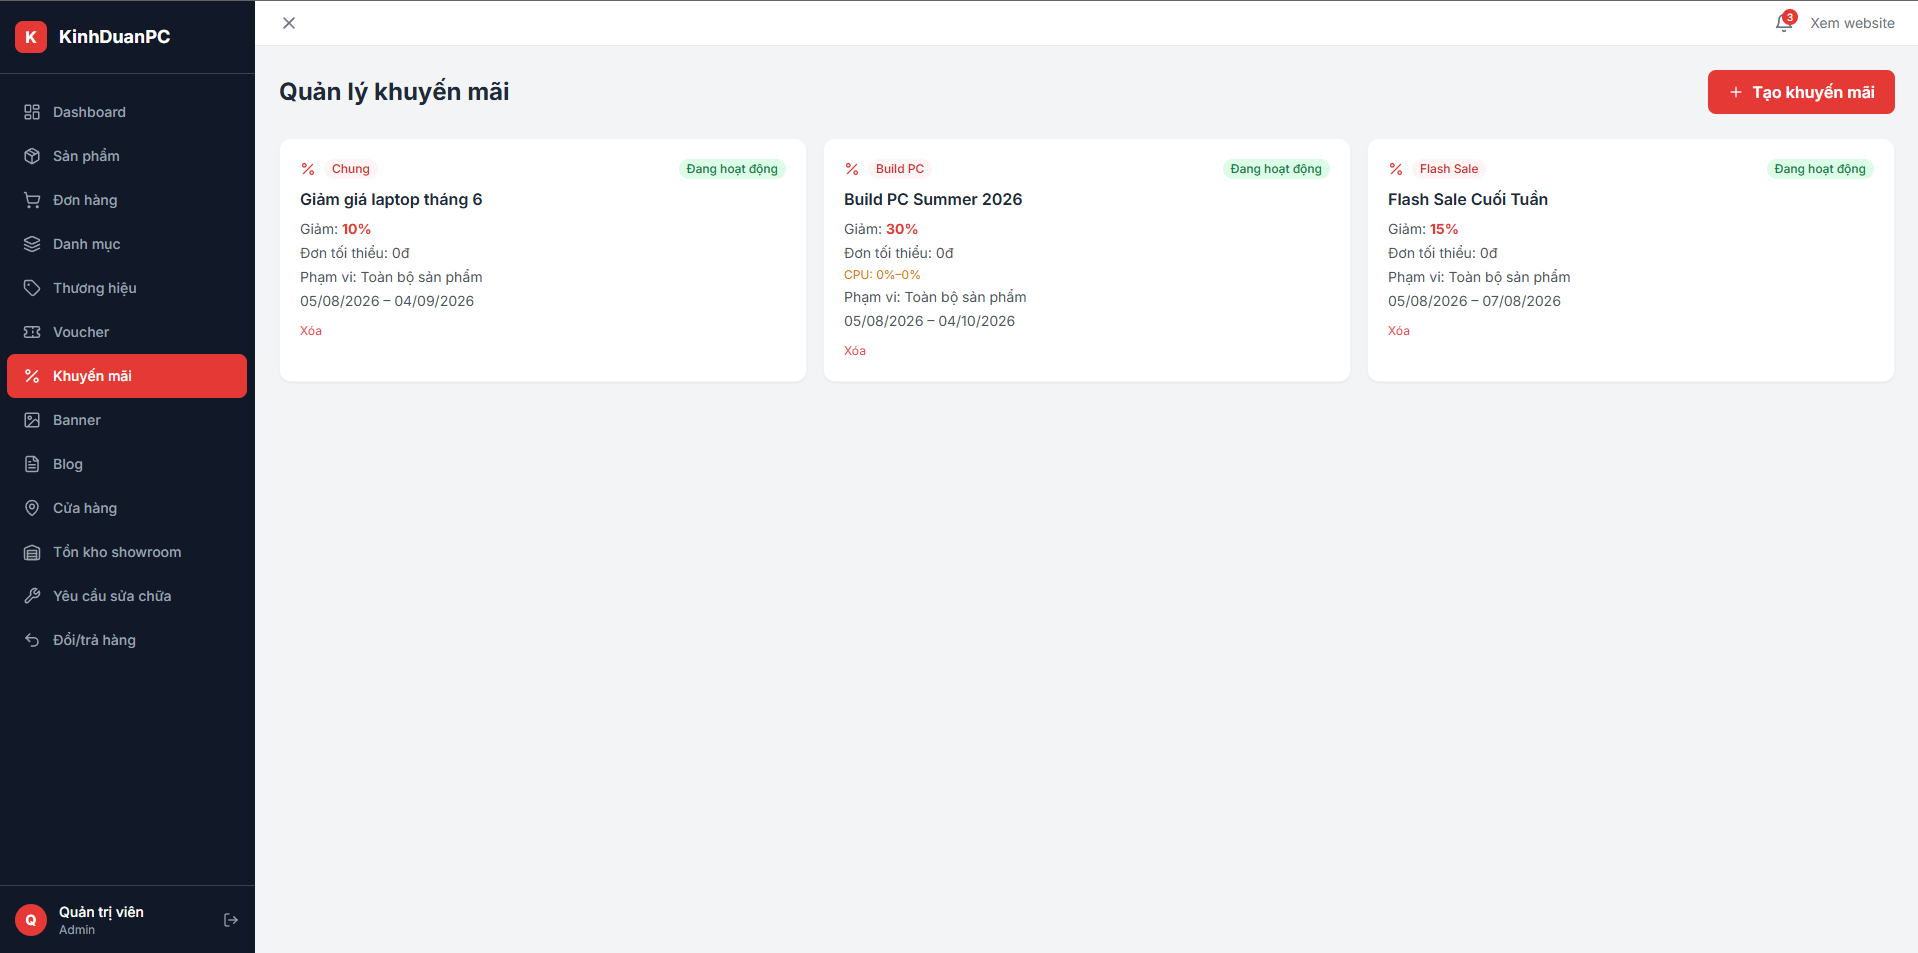 K KinhDuanPC
Dashboard
Sản phẩm
Đơn hàng
Danh mục
Thương hiệu
Voucher
Khuyến mãi
Banner
Blog
Cửa hàng
Tồn kho showroom
Yêu cầu sửa chữa
Đổi/trả hàng
Q Quản trị viên
Admin
3 Xem website
Quản lý khuyến mãi
+ Tạo khuyến mãi
% Chung Đang hoạt động
Giảm giá laptop tháng 6
Giảm: 10%
Đơn tối thiểu: 0đ
Phạm vi: Toàn bộ sản phẩm
05/08/2026 – 04/09/2026
Xóa
% Build PC Đang hoạt động
Build PC Summer 2026
Giảm: 30%
Đơn tối thiểu: 0đ
CPU: 0%–0%
Phạm vi: Toàn bộ sản phẩm
05/08/2026 – 04/10/2026
Xóa
% Flash Sale Đang hoạt động
Flash Sale Cuối Tuần
Giảm: 15%
Đơn tối thiểu: 0đ
Phạm vi: Toàn bộ sản phẩm
05/08/2026 – 07/08/2026
Xóa